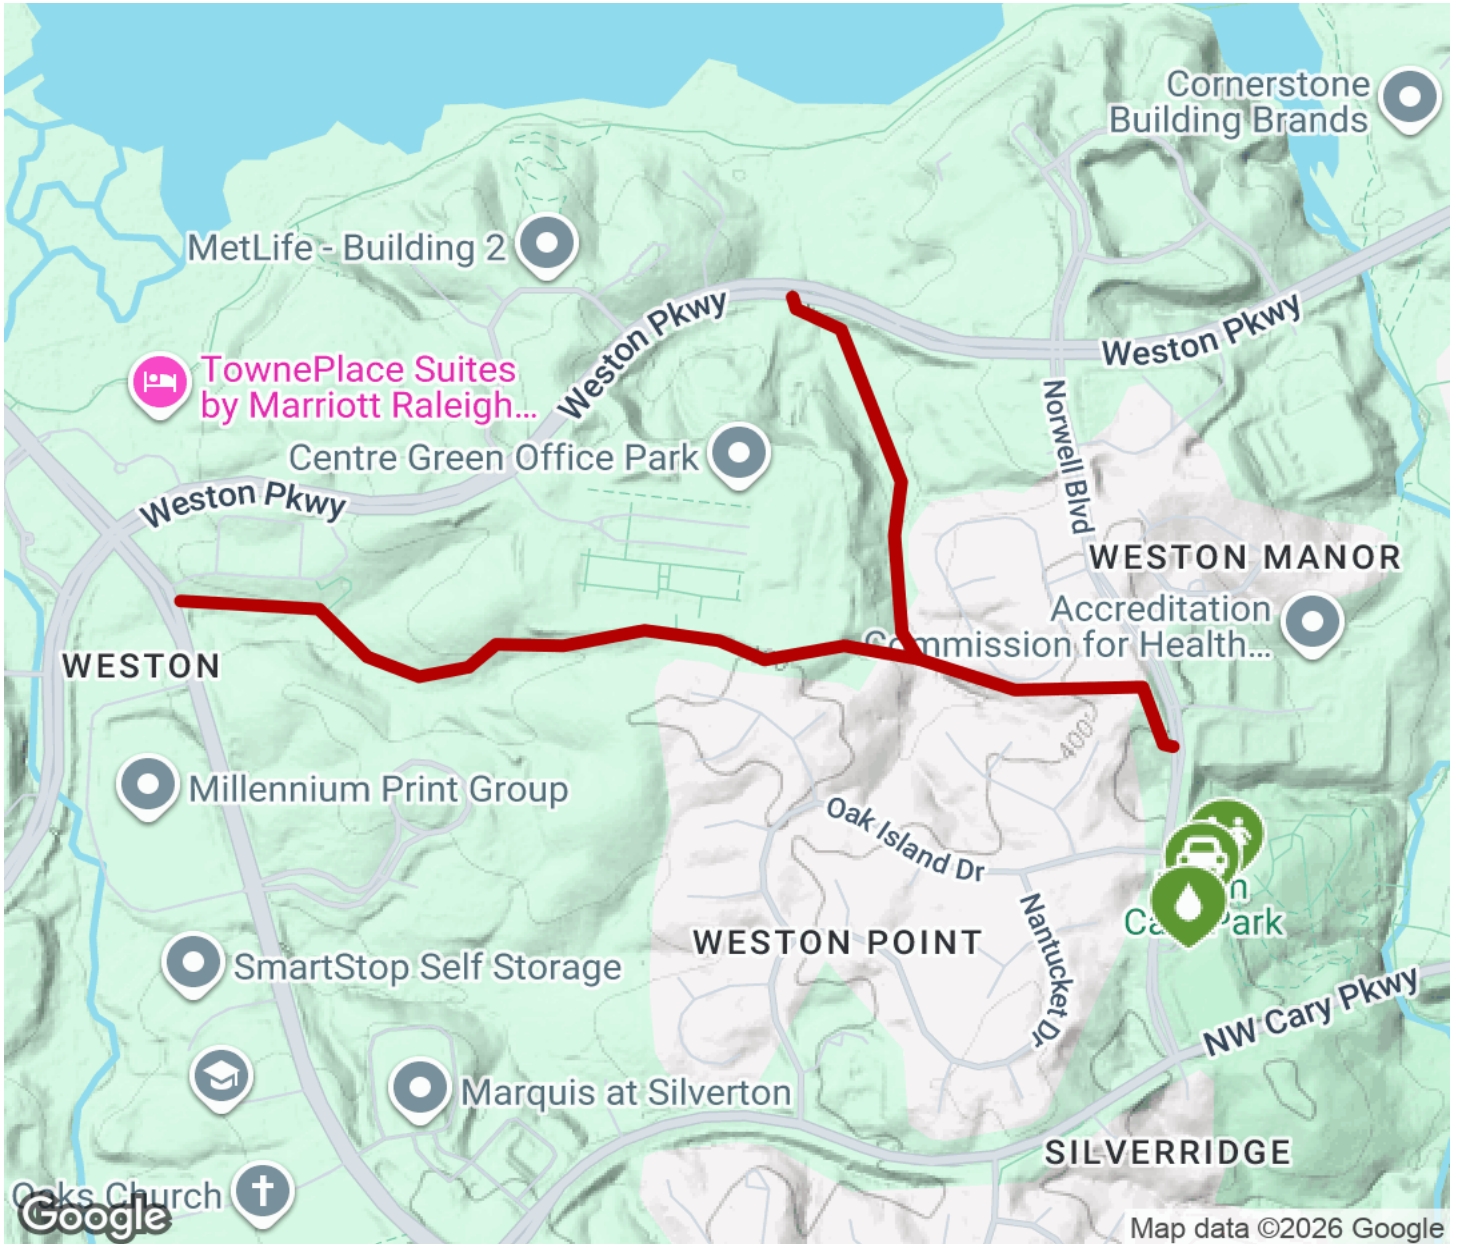 Cornerstone
Building Brands
MetLife - Building 2
Weston Pkwy
Weston Pkwy
TownePlace Suites
by Marriott Raleigh...
Norwell Blvd
Centre Green Office Park
Weston Pkwy
WESTON MANOR
Accreditation
Commission for Health...
WESTON
400'
Millennium Print Group
Oak Island Dr
Nantucket Dr
Park
WESTON POINT
SmartStop Self Storage
NW Cary Pkwy
Marquis at Silverton
SILVERRIDGE
Oaks Church
Google
Map data ©2026 Google